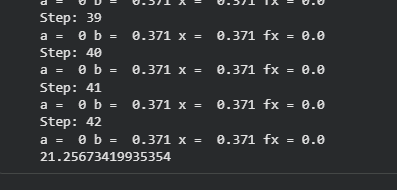 a =  0 b =  0.371 x =  0.371 fx = 0.0
Step: 39
a =  0 b =  0.371 x =  0.371 fx = 0.0
Step: 40
a =  0 b =  0.371 x =  0.371 fx = 0.0
Step: 41
a =  0 b =  0.371 x =  0.371 fx = 0.0
Step: 42
a =  0 b =  0.371 x =  0.371 fx = 0.0
21.25673419935354